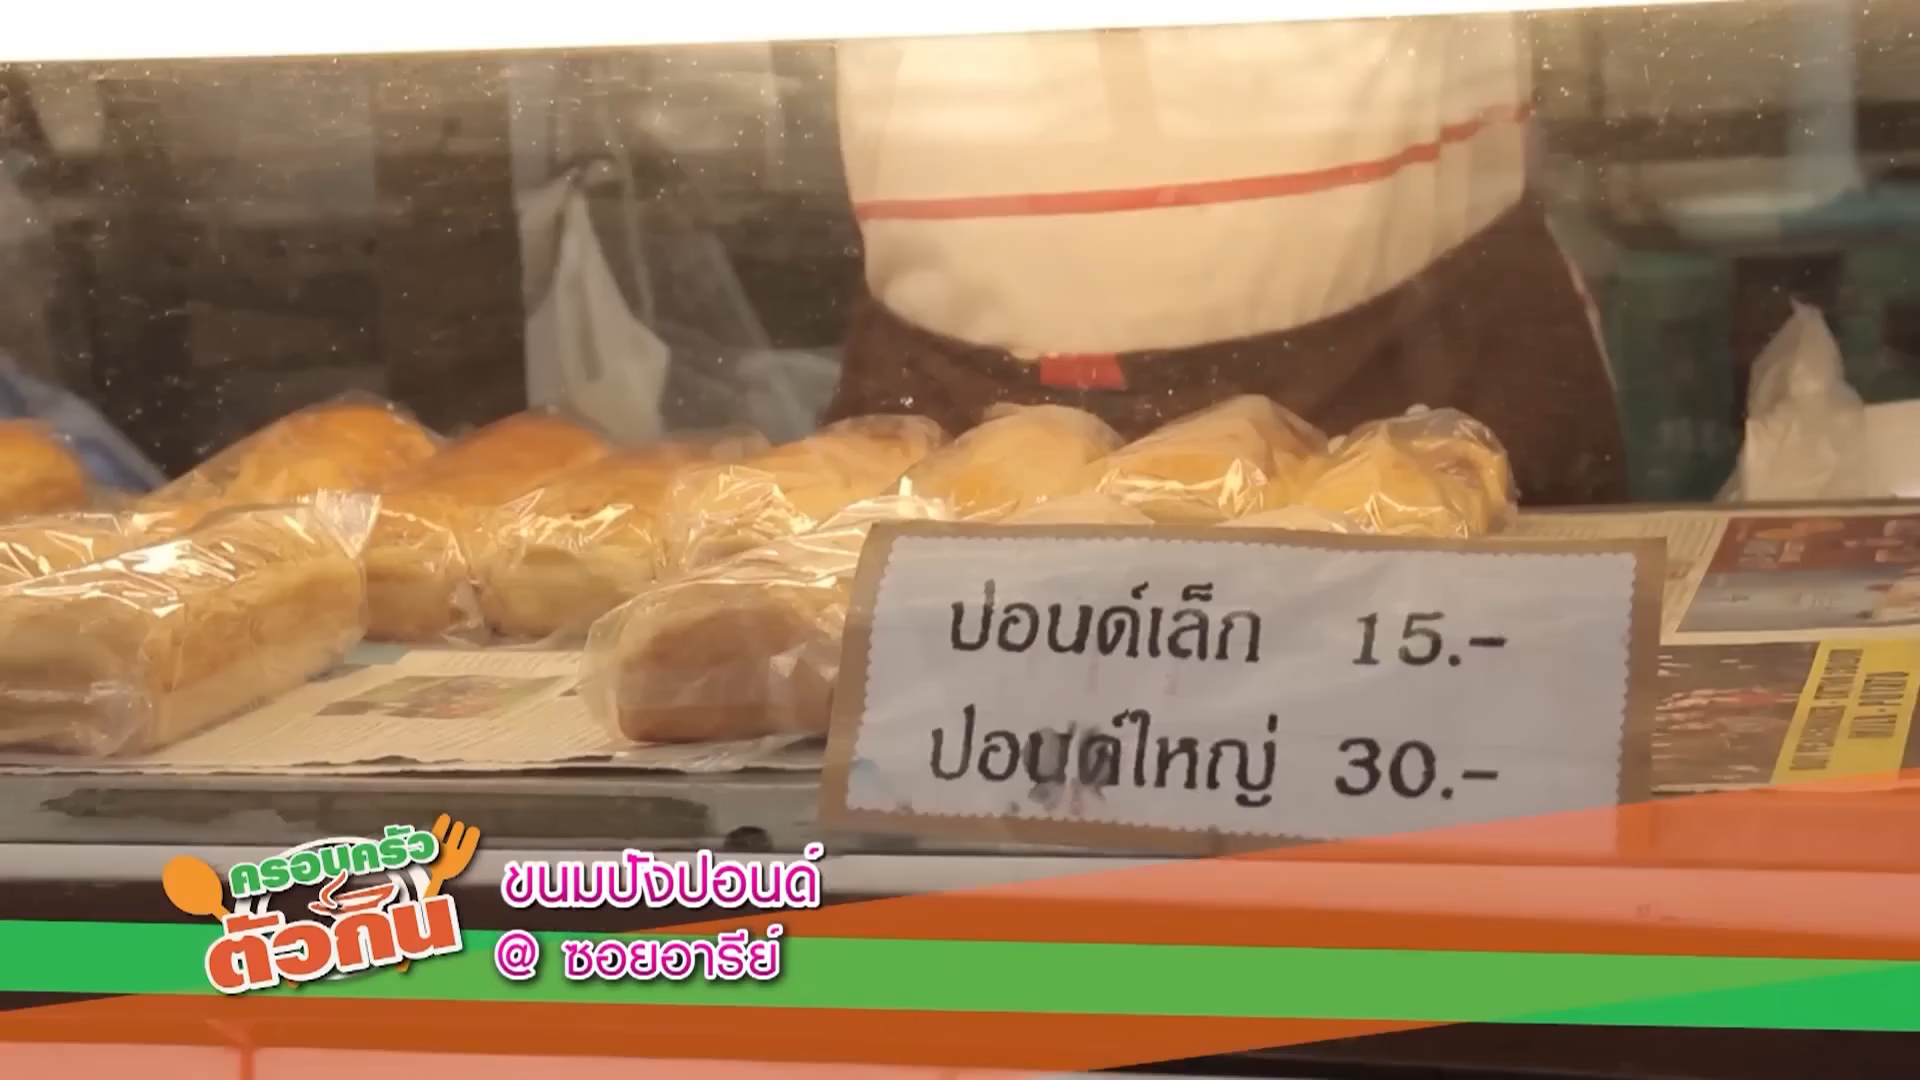 ปอนด์เล็ก 15.-
ปอนด์ใหญ่ 30.-
ครอบครัว
ตัวกิน
ขนมปังปอนด์
@ ซอยอารีย์